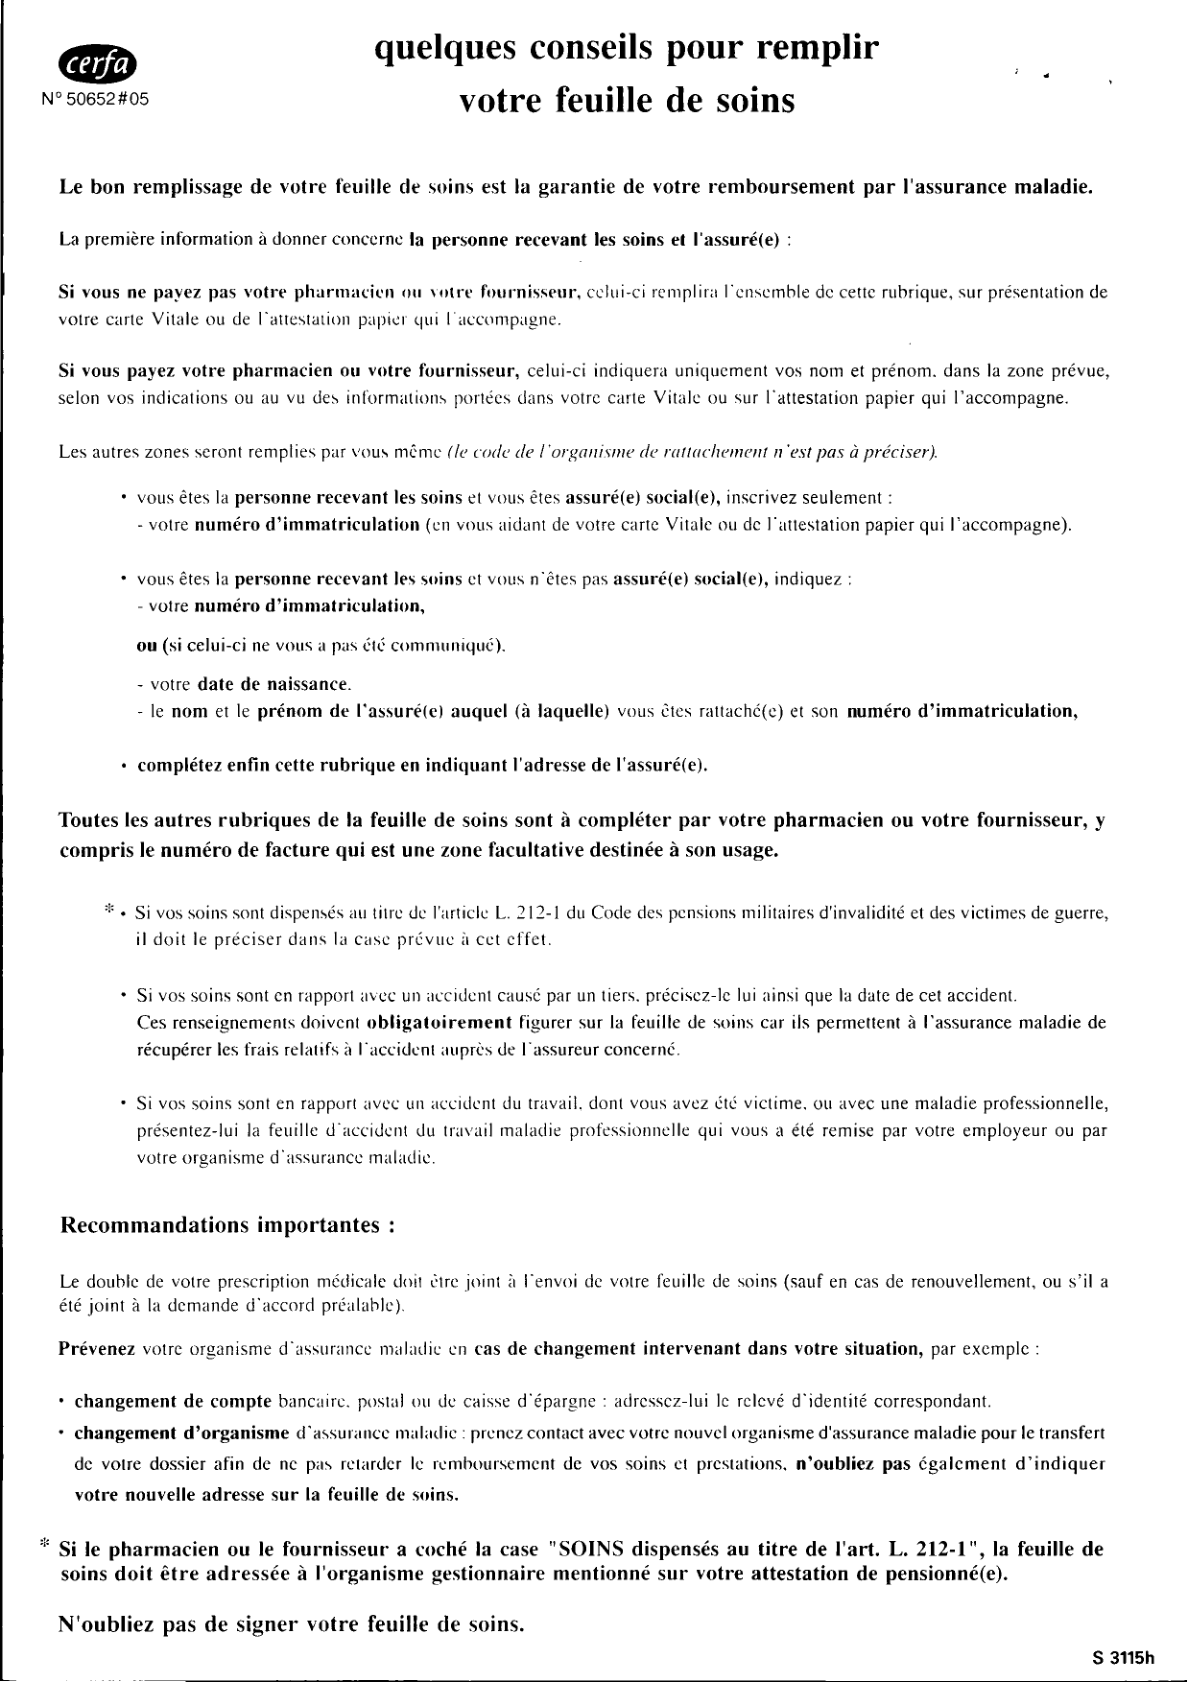 quelques conseils pour remplir
votre feuille de soins
cerfa
N° 50652#05
Le bon remplissage de votre feuille de soins est la garantie de votre remboursement par l'assurance maladie.
La première information à donner concerne la personne recevant les soins et l'assuré(e) :
Si vous ne payez pas votre pharmacien ou votre fournisseur, celui-ci remplira l'ensemble de cette rubrique, sur présentation de
votre carte Vitale ou de l'attestation papier qui l'accompagne.
Si vous payez votre pharmacien ou votre fournisseur, celui-ci indiquera uniquement vos nom et prénom. dans la zone prévue,
selon vos indications ou au vu des informations portées dans votre carte Vitale ou sur l'attestation papier qui l'accompagne.
Les autres zones seront remplies par vous même (le code de l'organisme de rattachement n'est pas à préciser).
• vous êtes la personne recevant les soins et vous êtes assuré(e) social(e), inscrivez seulement :
- votre numéro d'immatriculation (en vous aidant de votre carte Vitale ou de l'attestation papier qui l'accompagne).
• vous êtes la personne recevant les soins et vous n'êtes pas assuré(e) social(e), indiquez :
- votre numéro d'immatriculation,
ou (si celui-ci ne vous a pas été communiqué).
- votre date de naissance.
- le nom et le prénom de l'assuré(e) auquel (à laquelle) vous êtes rattaché(e) et son numéro d'immatriculation,
• complétez enfin cette rubrique en indiquant l'adresse de l'assuré(e).
Toutes les autres rubriques de la feuille de soins sont à compléter par votre pharmacien ou votre fournisseur, y
compris le numéro de facture qui est une zone facultative destinée à son usage.
* • Si vos soins sont dispensés au titre de l'article L. 212-1 du Code des pensions militaires d'invalidité et des victimes de guerre,
il doit le préciser dans la case prévue à cet effet.
• Si vos soins sont en rapport avec un accident causé par un tiers. précisez-le lui ainsi que la date de cet accident.
Ces renseignements doivent obligatoirement figurer sur la feuille de soins car ils permettent à l'assurance maladie de
récupérer les frais relatifs à l'accident auprès de l'assureur concerné.
• Si vos soins sont en rapport avec un accident du travail. dont vous avez été victime. ou avec une maladie professionnelle,
présentez-lui la feuille d'accident du travail maladie professionnelle qui vous a été remise par votre employeur ou par
votre organisme d'assurance maladie.
Recommandations importantes :
Le double de votre prescription médicale doit être joint à l'envoi de votre feuille de soins (sauf en cas de renouvellement, ou s'il a
été joint à la demande d'accord préalable).
Prévenez votre organisme d'assurance maladie en cas de changement intervenant dans votre situation, par exemple :
• changement de compte bancaire. postal ou de caisse d'épargne : adressez-lui le relevé d'identité correspondant.
• changement d'organisme d'assurance maladie : prenez contact avec votre nouvel organisme d'assurance maladie pour le transfert
de votre dossier afin de ne pas retarder le remboursement de vos soins et prestations. n'oubliez pas également d'indiquer
votre nouvelle adresse sur la feuille de soins.
* Si le pharmacien ou le fournisseur a coché la case "SOINS dispensés au titre de l'art. L. 212-1", la feuille de
soins doit être adressée à l'organisme gestionnaire mentionné sur votre attestation de pensionné(e).
N'oubliez pas de signer votre feuille de soins.
S 3115h